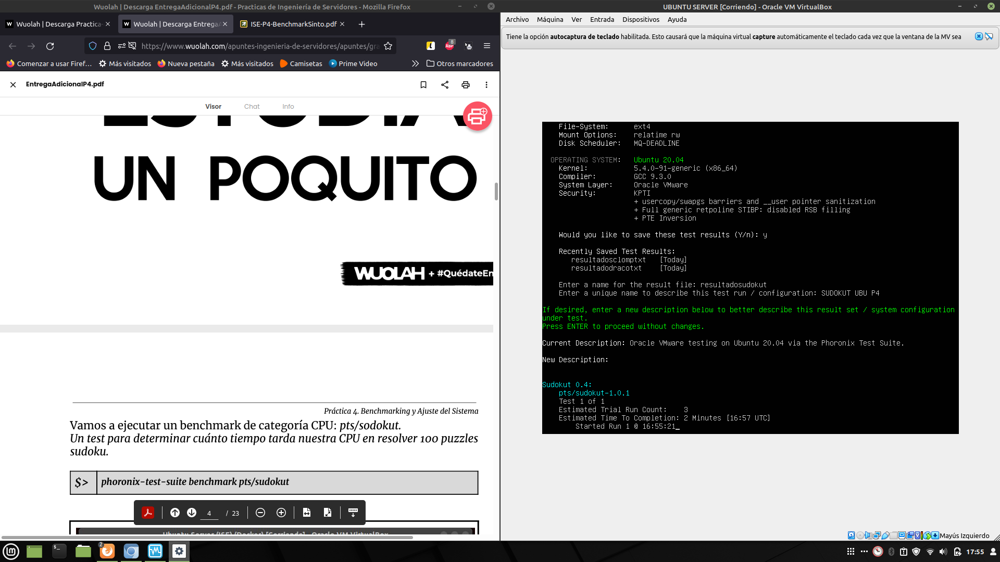 Wuolah | Descarga EntregaAdicionalP4.pdf - Practicas de Ingeniería de Servidores - Mozilla Firefox
Wuolah | Descarga Practica-
Wuolah | Descarga EntregaA
ISE-P4-BenchmarkSinto.pdf
https://www.wuolah.com/apuntes-ingenieria-de-servidores/apuntes/gra
ABP
8
Comenzar a usar Firef...
Más visitados
Nueva pestaña
Más visitados
Camisetas
Prime Video
Otros marcadores
EntregaAdicionalP4.pdf
Visor
Chat
Info
ESTUDIA
UN POQUITO
WUOLAH + #QuédateEn
Práctica 4. Benchmarking y Ajuste del Sistema
Vamos a ejecutar un benchmark de categoría CPU: pts/sodokut.
Un test para determinar cuánto tiempo tarda nuestra CPU en resolver 100 puzzles
sudoku.
$>
phoronix-test-suite benchmark pts/sudokut
4 / 23
Ubuntu Server (ISE) (Docker) [Corriendo] - Oracle VM VirtualBox
UBUNTU SERVER [Corriendo] - Oracle VM VirtualBox
Archivo
Máquina
Ver
Entrada
Dispositivos
Ayuda
Tiene la opción autocaptura de teclado habilitada. Esto causará que la máquina virtual capture automáticamente el teclado cada vez que la ventana de la MV sea
File-System: ext4
Mount Options: relatime rw
Disk Scheduler: MQ-DEADLINE
OPERATING SYSTEM: Ubuntu 20.04
Kernel: 5.4.0-91-generic (x86_64)
Compiler: GCC 9.3.0
System Layer: Oracle VMware
Security: KPTI
+ usercopy/swapgs barriers and __user pointer sanitization
+ Full generic retpoline STIBP: disabled RSB filling
+ PTE Inversion
Would you like to save these test results (Y/n): y
Recently Saved Test Results:
resultadosclomptxt [Today]
resultadodracotxt [Today]
Enter a name for the result file: resultadosudokut
Enter a unique name to describe this test run / configuration: SUDOKUT UBU P4
If desired, enter a new description below to better describe this result set / system configuration
under test.
Press ENTER to proceed without changes.
Current Description: Oracle VMware testing on Ubuntu 20.04 via the Phoronix Test Suite.
New Description:
Sudokut 0.4:
pts/sudokut-1.0.1
Test 1 of 1
Estimated Trial Run Count: 3
Estimated Time To Completion: 2 Minutes [16:57 UTC]
Started Run 1 @ 16:55:21_
Mayús Izquierdo
2
17:55